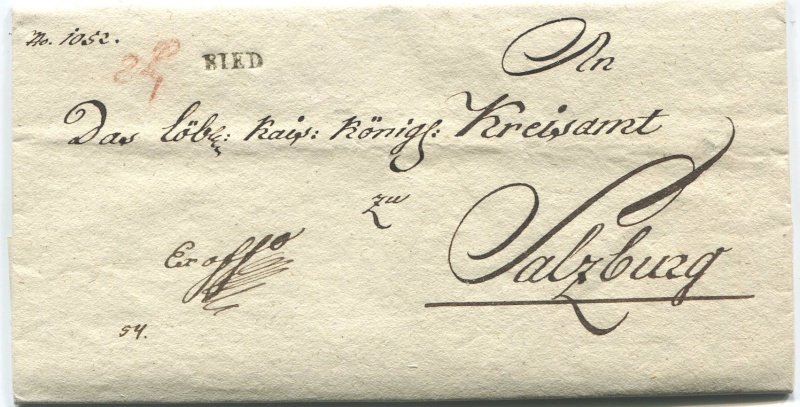 No. 1052.
RIED
An
Das löbl: Kais: Königl: Kreisamt
zu
Salzburg
Ex offo
54.